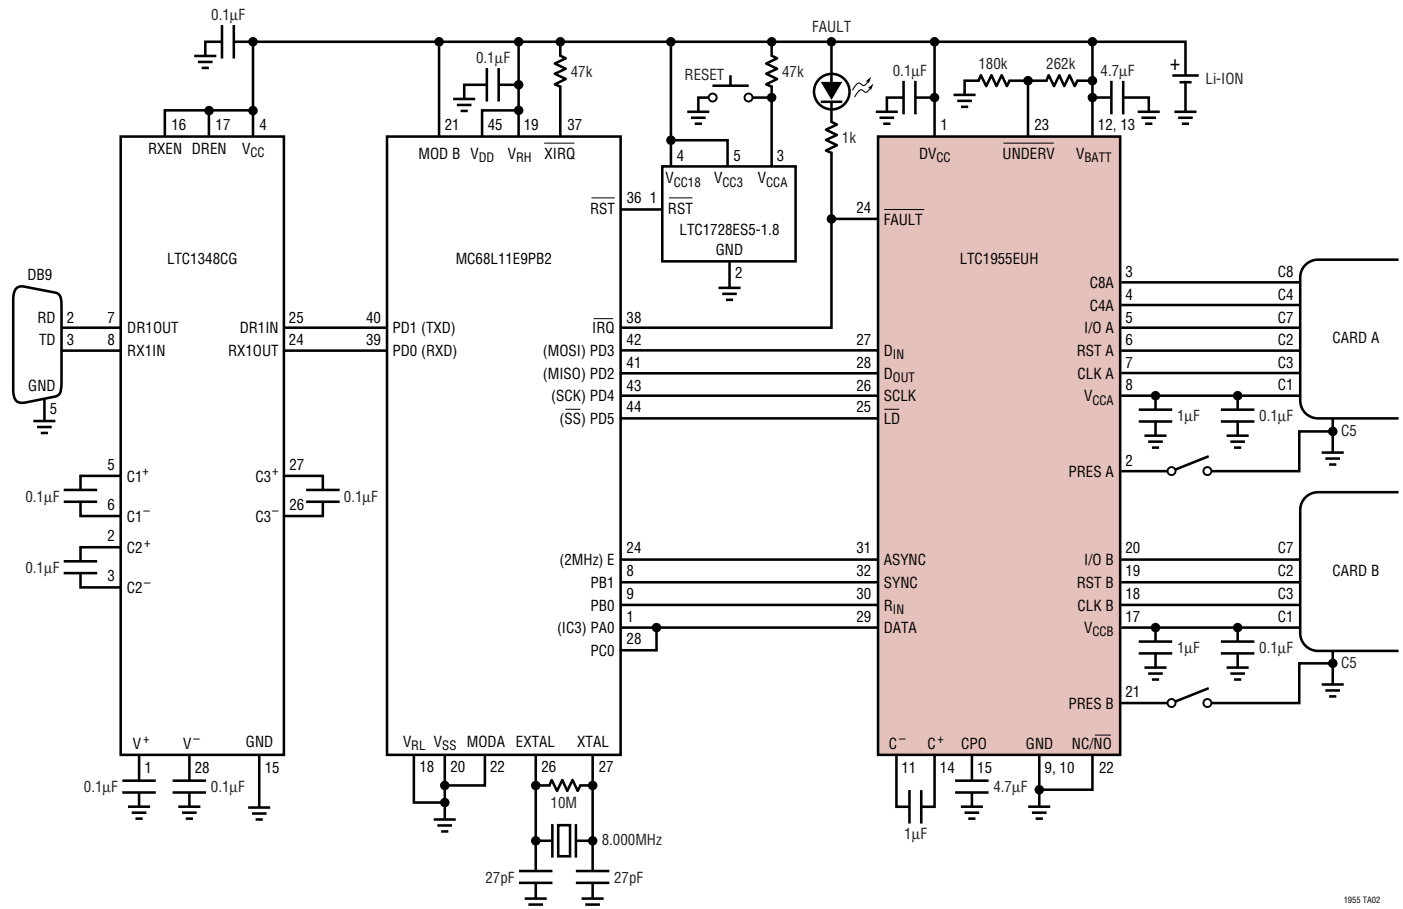 0.1µF
FAULT
0.1µF
47k
RESET
47k
0.1µF
180k
262k
4.7µF
+
Li-ION
16 17 4
RXEN DREN VCC
21 45 19 37
MOD B VDD VRH XIRQ
4 5 3
VCC18 VCC3 VCCA
1k
1 23 12, 13
DVCC UNDERV VBATT
RST 36 1 RST
LTC1728ES5-1.8
GND
2
24 FAULT
LTC1348CG
MC68L11E9PB2
LTC1955EUH
DB9
RD 2 7 DR1OUT
TD 3 8 RX1IN
GND
5
DR1IN 25 40 PD1 (TXD)
RX1OUT 24 39 PD0 (RXD)
IRQ 38
(MOSI) PD3 42 27 DIN
(MISO) PD2 41 28 DOUT
(SCK) PD4 43 26 SCLK
(SS) PD5 44 25 LD
C8A 3 C8
C4A 4 C4
I/O A 5 C7
RST A 6 C2
CLK A 7 C3
VCCA 8 C1
CARD A
1µF
0.1µF
C5
PRES A 2
5 C1+
0.1µF
6 C1–
2 C2+
0.1µF
3 C2–
C3+ 27
0.1µF
C3– 26
(2MHz) E 24 31 ASYNC
PB1 8 32 SYNC
PB0 9 30 RIN
(IC3) PA0 1 29 DATA
PC0 28
I/O B 20 C7
RST B 19 C2
CLK B 18 C3
VCCB 17 C1
CARD B
1µF
0.1µF
C5
PRES B 21
V+ V– GND
1 28 15
0.1µF
0.1µF
VRL VSS MODA EXTAL XTAL
18 20 22 26 27
10M
8.000MHz
27pF
27pF
C– C+ CPO GND NC/NO
11 14 15 9, 10 22
1µF
4.7µF
1955 TA02